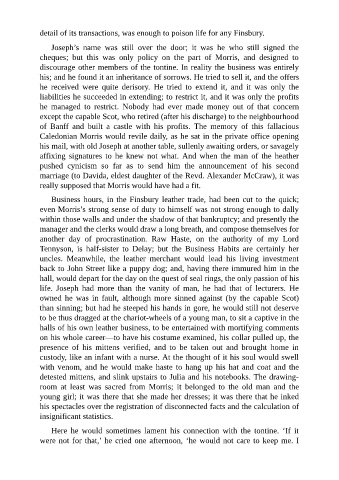 detail of its transactions, was enough to poison life for any Finsbury.
Joseph’s name was still over the door; it was he who still signed the
cheques; but this was only policy on the part of Morris, and designed to
discourage other members of the tontine. In reality the business was entirely
his; and he found it an inheritance of sorrows. He tried to sell it, and the offers
he received were quite derisory. He tried to extend it, and it was only the
liabilities he succeeded in extending; to restrict it, and it was only the profits
he managed to restrict. Nobody had ever made money out of that concern
except the capable Scot, who retired (after his discharge) to the neighbourhood
of Banff and built a castle with his profits. The memory of this fallacious
Caledonian Morris would revile daily, as he sat in the private office opening
his mail, with old Joseph at another table, sullenly awaiting orders, or savagely
affixing signatures to he knew not what. And when the man of the heather
pushed cynicism so far as to send him the announcement of his second
marriage (to Davida, eldest daughter of the Revd. Alexander McCraw), it was
really supposed that Morris would have had a fit.
Business hours, in the Finsbury leather trade, had been cut to the quick;
even Morris’s strong sense of duty to himself was not strong enough to dally
within those walls and under the shadow of that bankruptcy; and presently the
manager and the clerks would draw a long breath, and compose themselves for
another day of procrastination. Raw Haste, on the authority of my Lord
Tennyson, is half-sister to Delay; but the Business Habits are certainly her
uncles. Meanwhile, the leather merchant would lead his living investment
back to John Street like a puppy dog; and, having there immured him in the
hall, would depart for the day on the quest of seal rings, the only passion of his
life. Joseph had more than the vanity of man, he had that of lecturers. He
owned he was in fault, although more sinned against (by the capable Scot)
than sinning; but had he steeped his hands in gore, he would still not deserve
to be thus dragged at the chariot-wheels of a young man, to sit a captive in the
halls of his own leather business, to be entertained with mortifying comments
on his whole career—to have his costume examined, his collar pulled up, the
presence of his mittens verified, and to be taken out and brought home in
custody, like an infant with a nurse. At the thought of it his soul would swell
with venom, and he would make haste to hang up his hat and coat and the
detested mittens, and slink upstairs to Julia and his notebooks. The drawing-
room at least was sacred from Morris; it belonged to the old man and the
young girl; it was there that she made her dresses; it was there that he inked
his spectacles over the registration of disconnected facts and the calculation of
insignificant statistics.
Here he would sometimes lament his connection with the tontine. ‘If it
were not for that,’ he cried one afternoon, ‘he would not care to keep me. I